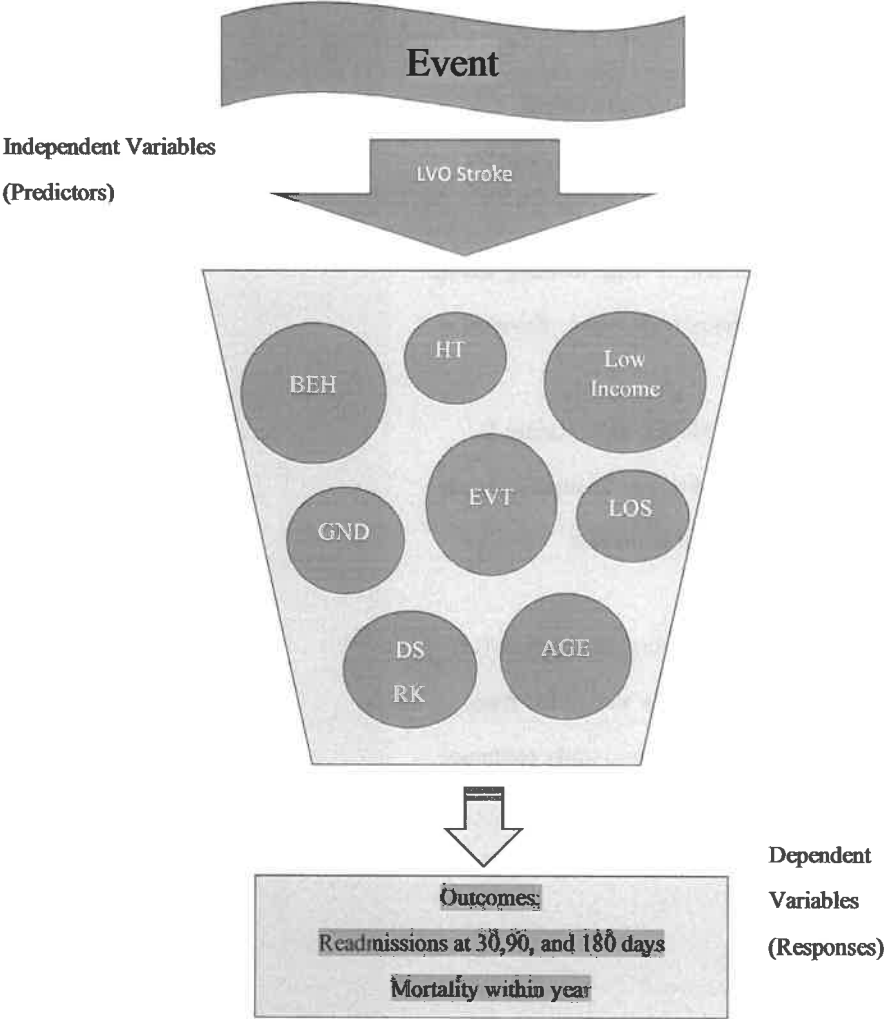 Event
Independent Variables
(Predictors)
LVO Stroke
BEH
HT
Low
Income
GND
EVT
LOS
DS
RK
AGE
Dependent
Variables
(Responses)
Outcomes:
Readmissions at 30,90, and 180 days
Mortality within year